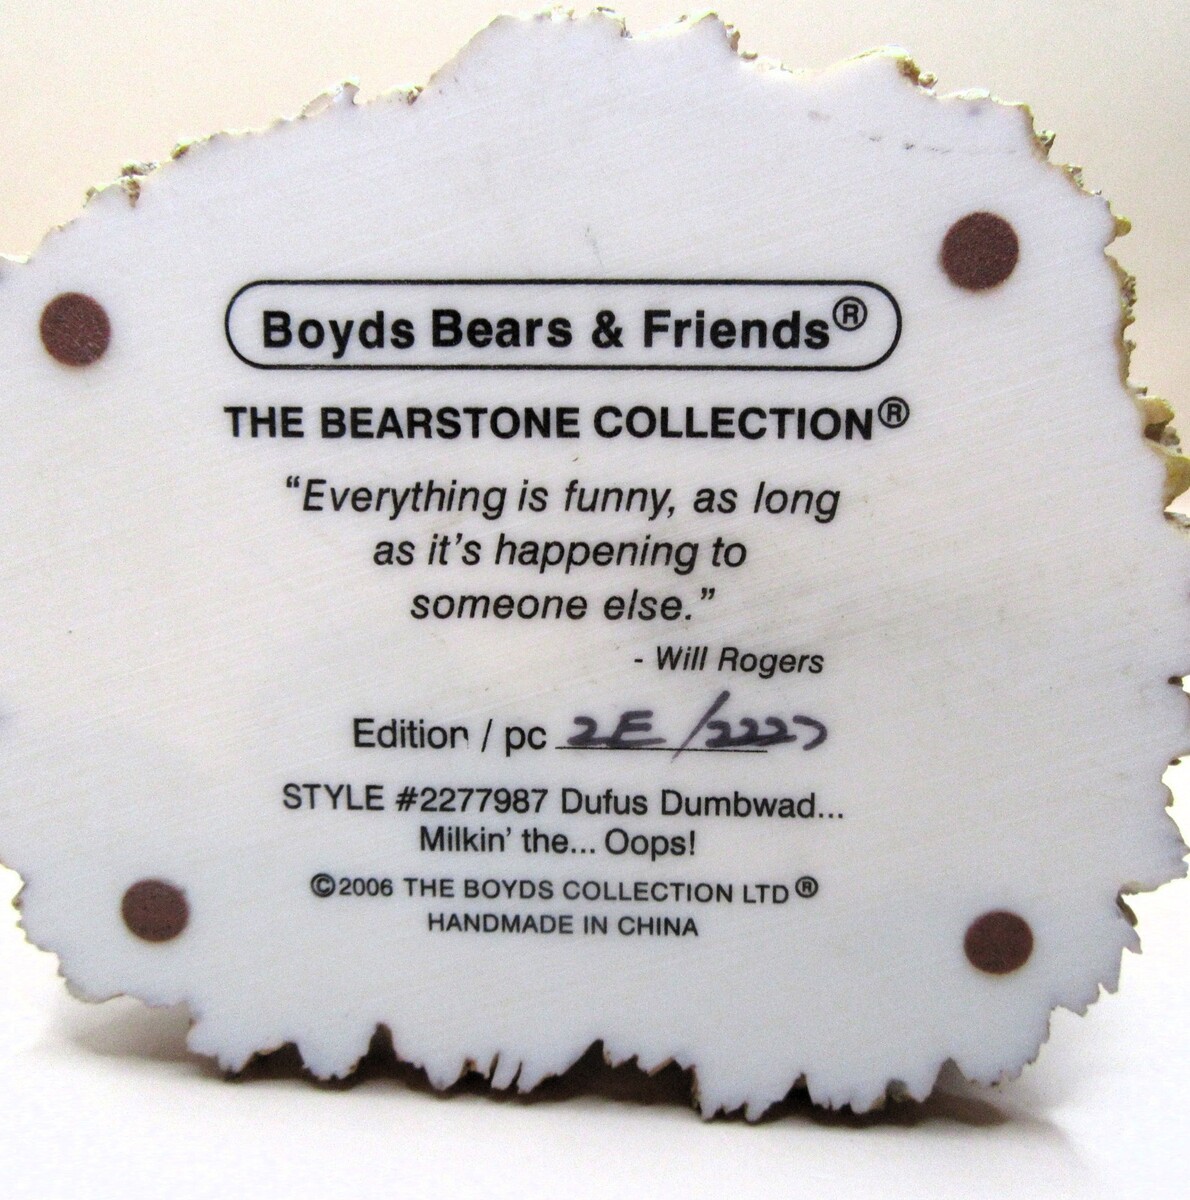 Boyds Bears & Friends®
THE BEARSTONE COLLECTION®
“Everything is funny, as long
as it's happening to
someone else.”
- Will Rogers
Edition / pc 2E/2227
STYLE #2277987 Dufus Dumbwad...
Milkin' the... Oops!
©2006 THE BOYDS COLLECTION LTD®
HANDMADE IN CHINA